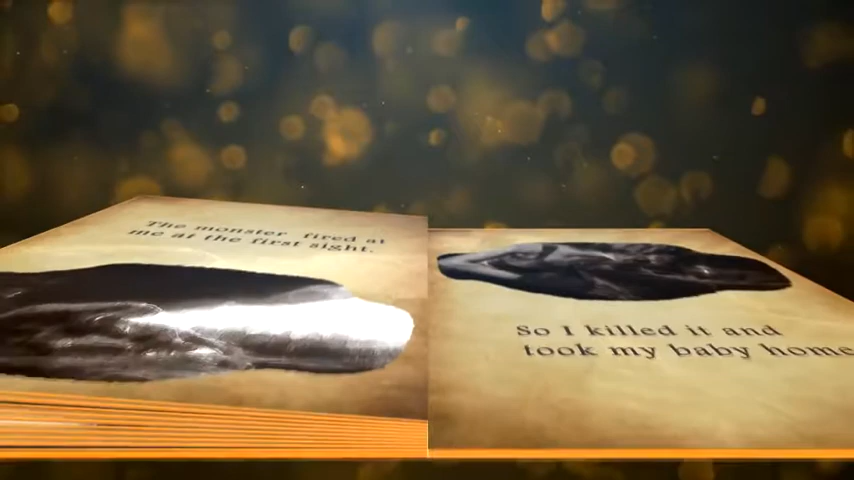 The monster fired at
me at the first sight.
So I killed it and
took my baby home